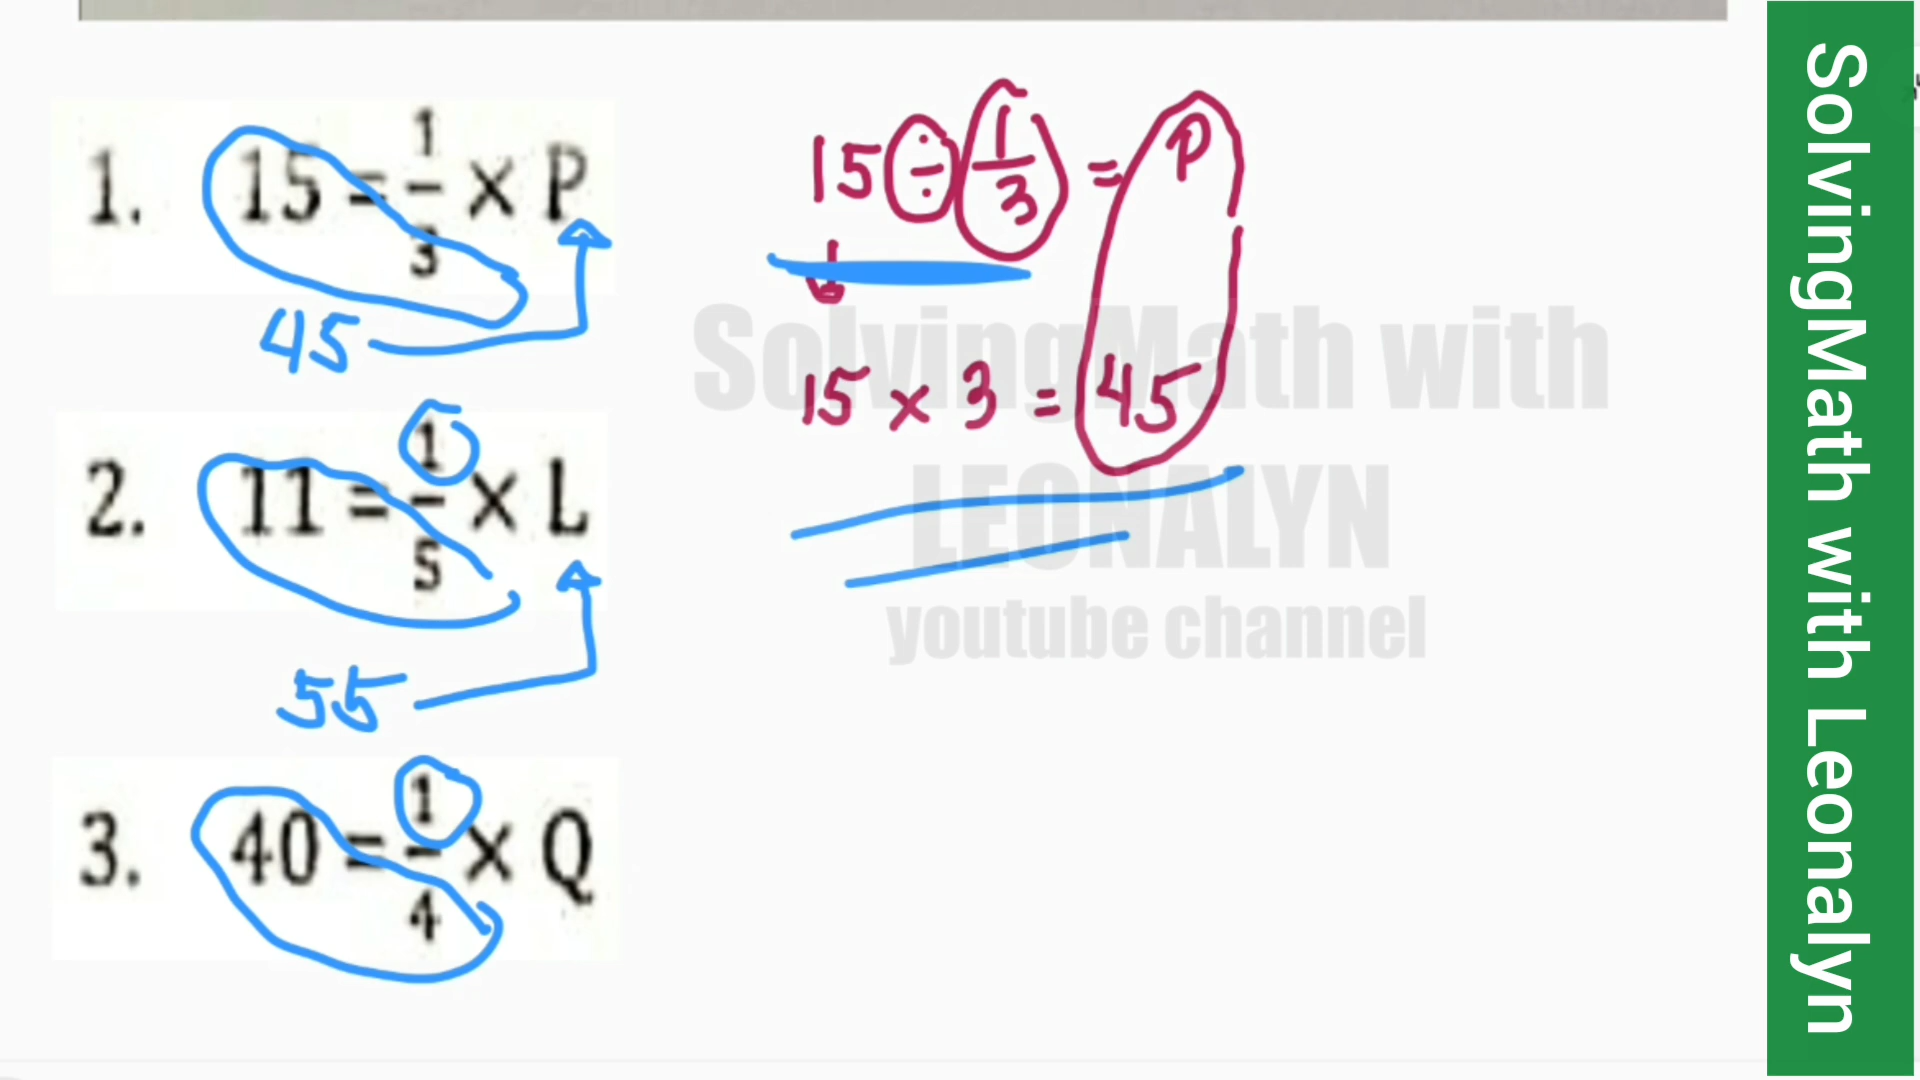 1. 15 = 1/3 × P
45
2. 11 = 1/5 × L
55
3. 40 = 1/4 × Q
15 ÷ 1/3 = P
15 × 3 = 45
SolvingMath with
LEONALYN
youtube channel
SolvingMath with Leonalyn